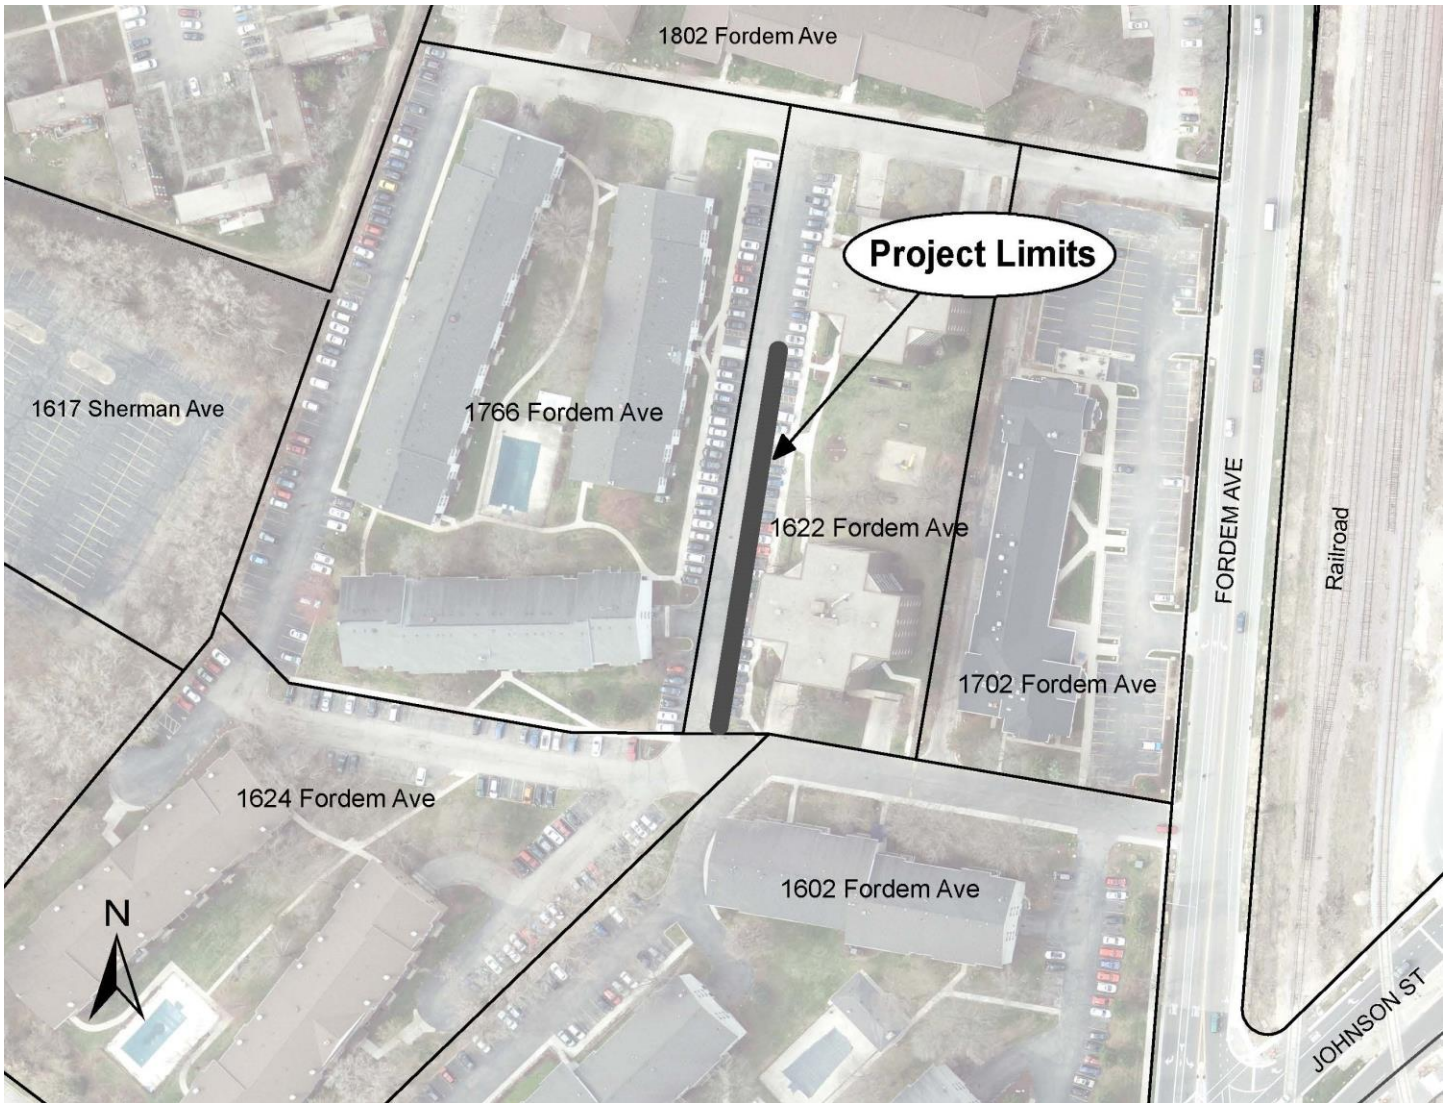 1802 Fordem Ave
Project Limits
1617 Sherman Ave
1766 Fordem Ave
1622 Fordem Ave
FORDEM AVE
Railroad
1702 Fordem Ave
1624 Fordem Ave
1602 Fordem Ave
N
JOHNSON ST